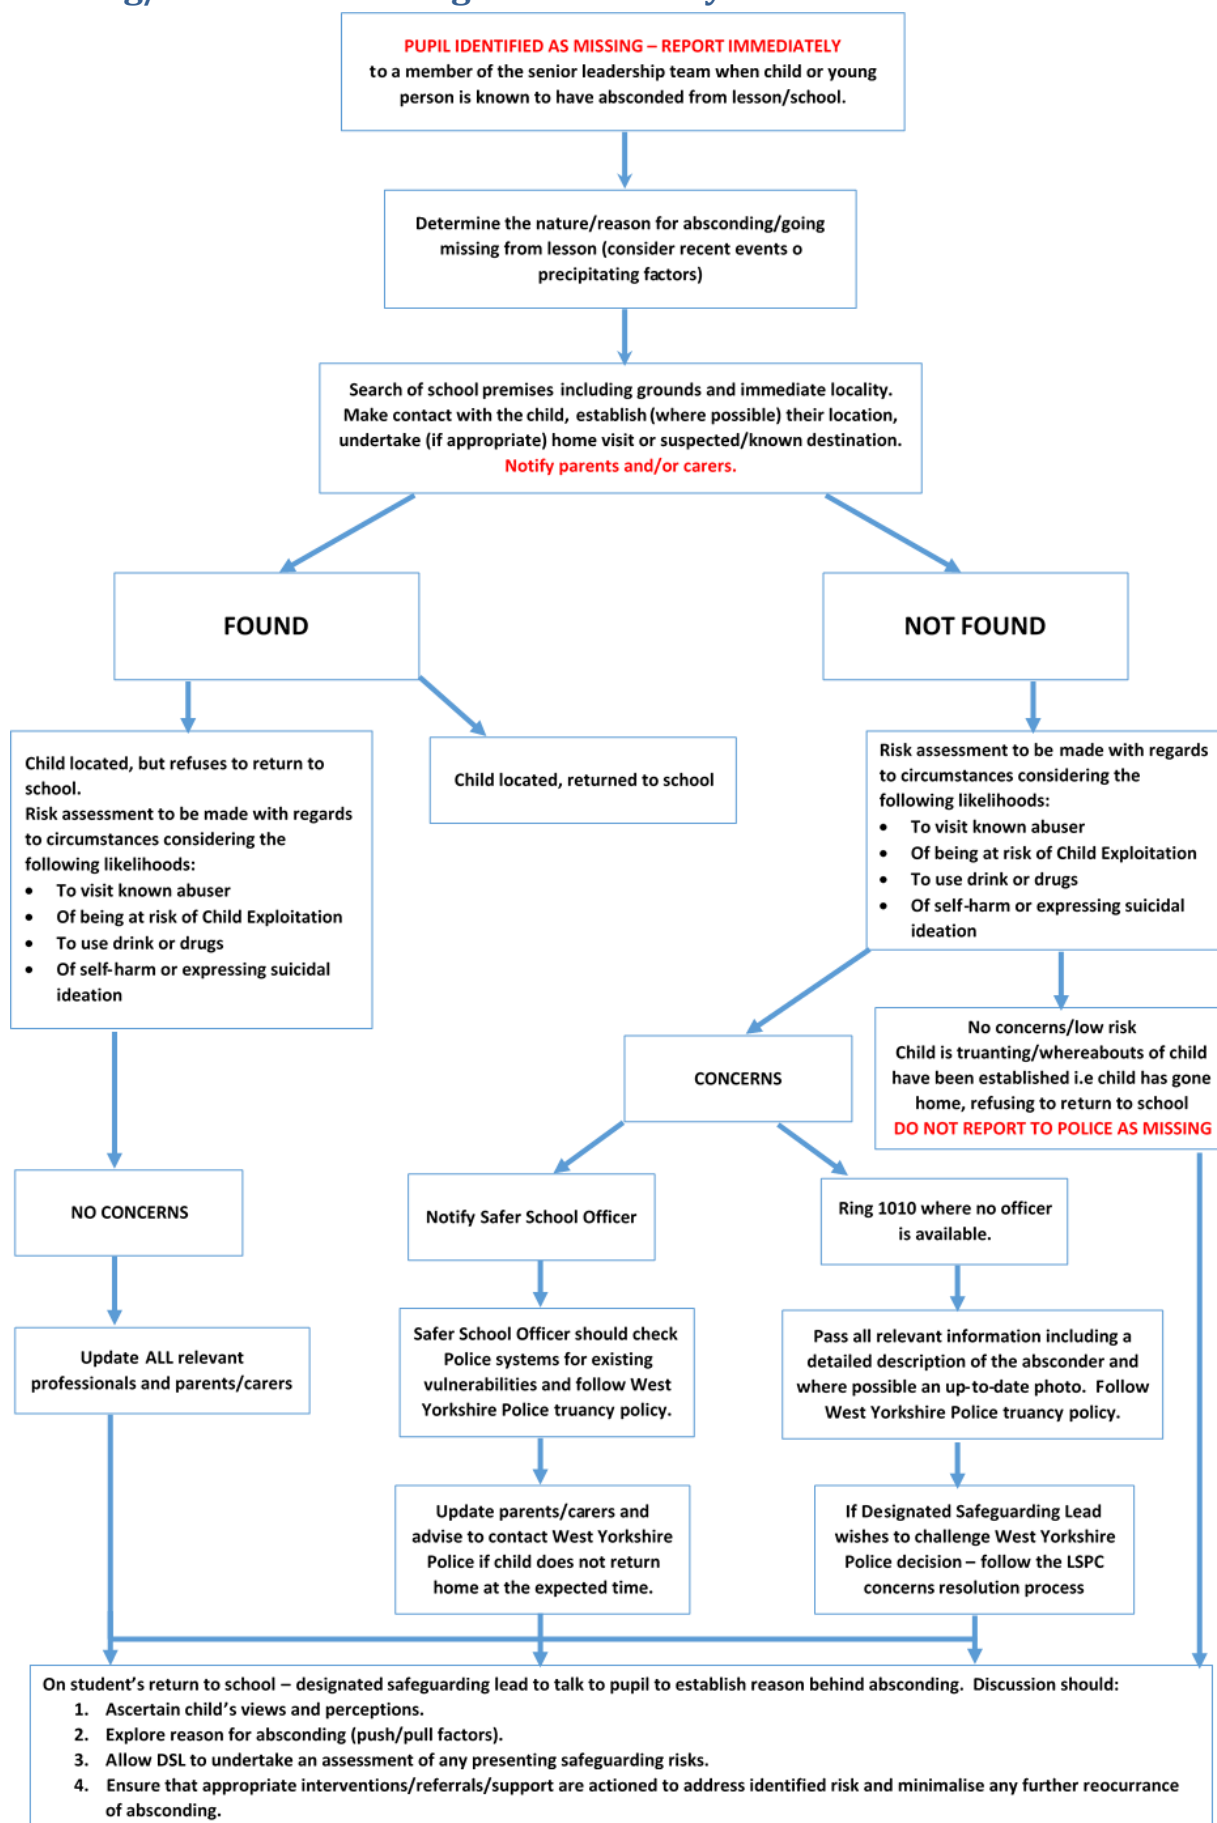 PUPIL IDENTIFIED AS MISSING – REPORT IMMEDIATELY
to a member of the senior leadership team when child or young
person is known to have absconded from lesson/school.
Determine the nature/reason for absconding/going
missing from lesson (consider recent events o
precipitating factors)
Search of school premises including grounds and immediate locality.
Make contact with the child, establish (where possible) their location,
undertake (if appropriate) home visit or suspected/known destination.
Notify parents and/or carers.
FOUND
NOT FOUND
Child located, but refuses to return to
school.
Risk assessment to be made with regards
to circumstances considering the
following likelihoods:
• To visit known abuser
• Of being at risk of Child Exploitation
• To use drink or drugs
• Of self-harm or expressing suicidal
ideation
Child located, returned to school
Risk assessment to be made with regards
to circumstances considering the
following likelihoods:
• To visit known abuser
• Of being at risk of Child Exploitation
• To use drink or drugs
• Of self-harm or expressing suicidal
ideation
No concerns/low risk
Child is truanting/whereabouts of child
have been established i.e child has gone
home, refusing to return to school
DO NOT REPORT TO POLICE AS MISSING
CONCERNS
NO CONCERNS
Notify Safer School Officer
Ring 1010 where no officer
is available.
Update ALL relevant
professionals and parents/carers
Safer School Officer should check
Police systems for existing
vulnerabilities and follow West
Yorkshire Police truancy policy.
Pass all relevant information including a
detailed description of the absconder and
where possible an up-to-date photo. Follow
West Yorkshire Police truancy policy.
Update parents/carers and
advise to contact West Yorkshire
Police if child does not return
home at the expected time.
If Designated Safeguarding Lead
wishes to challenge West Yorkshire
Police decision – follow the LSPC
concerns resolution process
On student's return to school – designated safeguarding lead to talk to pupil to establish reason behind absconding. Discussion should:
1. Ascertain child's views and perceptions.
2. Explore reason for absconding (push/pull factors).
3. Allow DSL to undertake an assessment of any presenting safeguarding risks.
4. Ensure that appropriate interventions/referrals/support are actioned to address identified risk and minimalise any further reocurrance
of absconding.